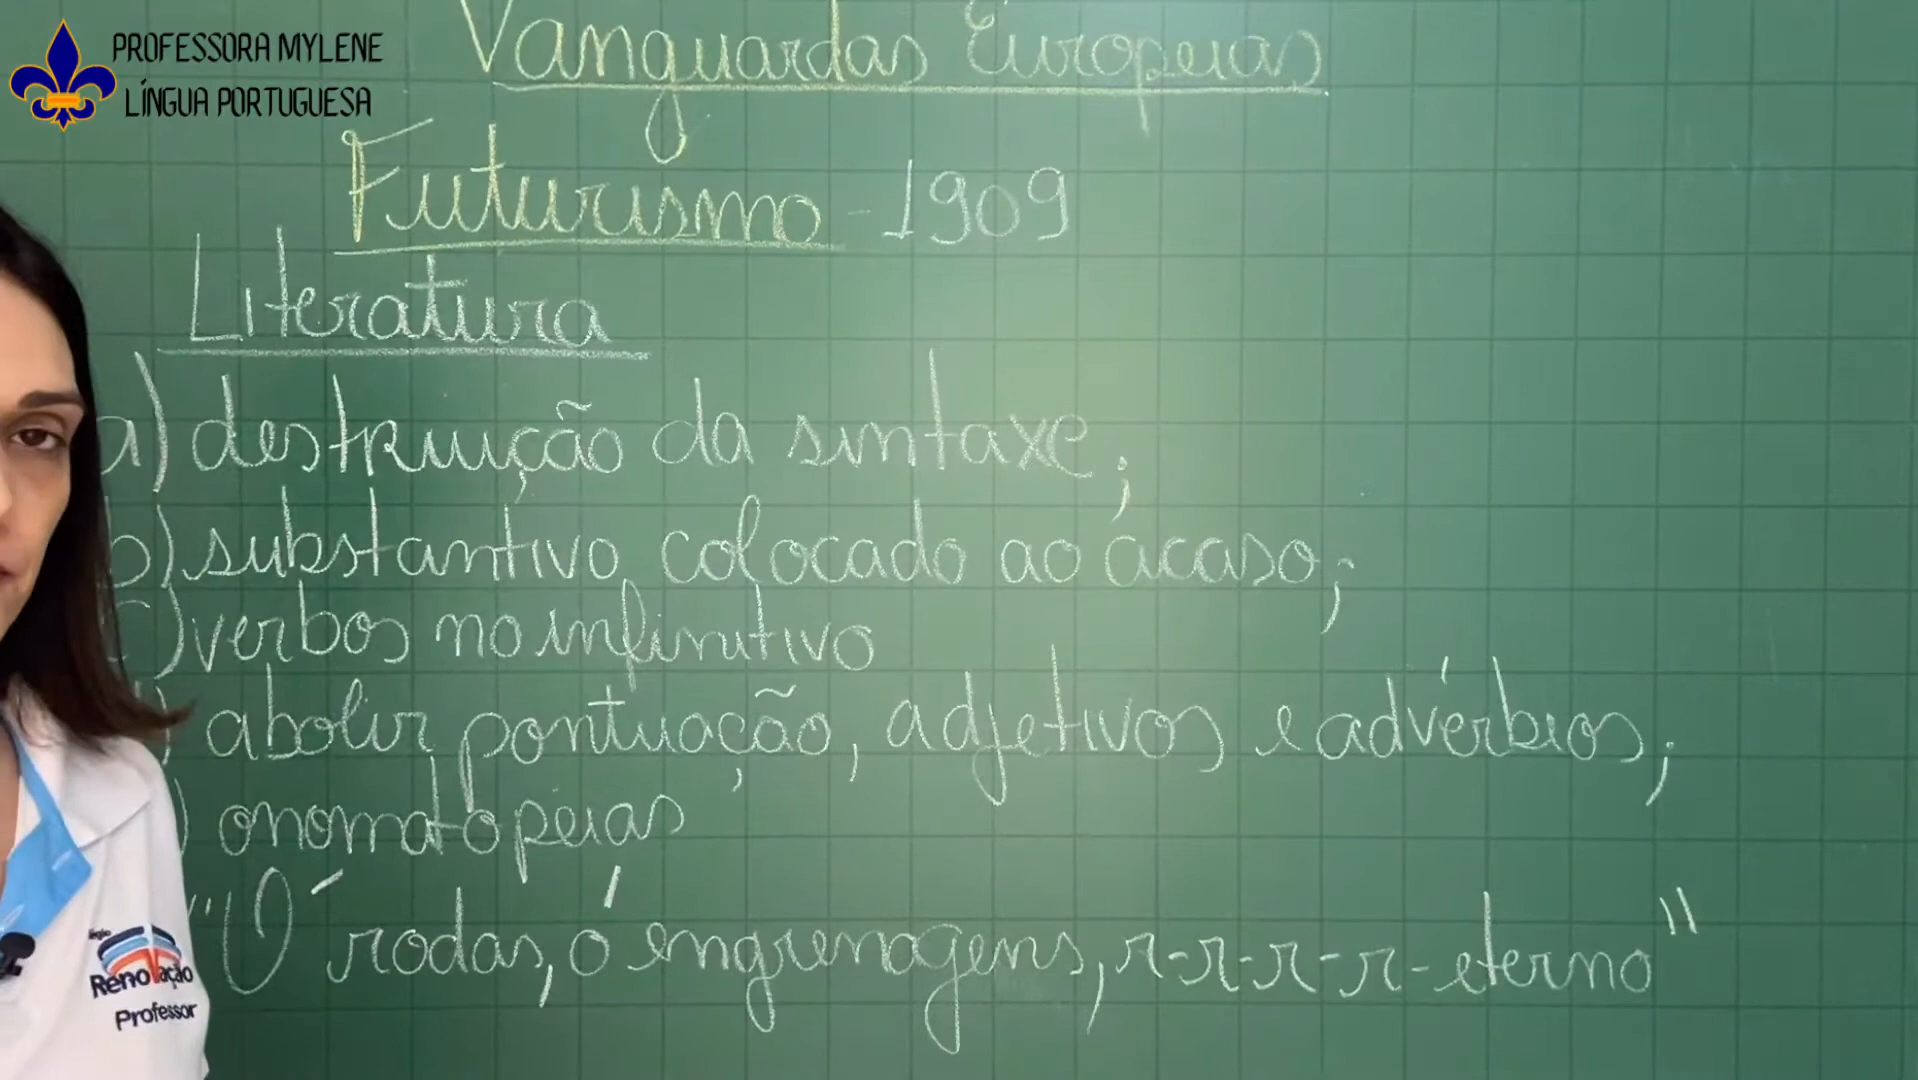 PROFESSORA MYLENE
LÍNGUA PORTUGUESA
Vanguardas Europeias
Futurismo - 1909
Literatura
a) destruição da sintaxe;
b) substantivo colocado ao acaso;
c) verbos no infinitivo
) abolir pontuação, adjetivos e advérbios;
) onomatopeias
"Ó rodas, ó engrenagens, r-r-r-r-eterno"
Renovação
Professor